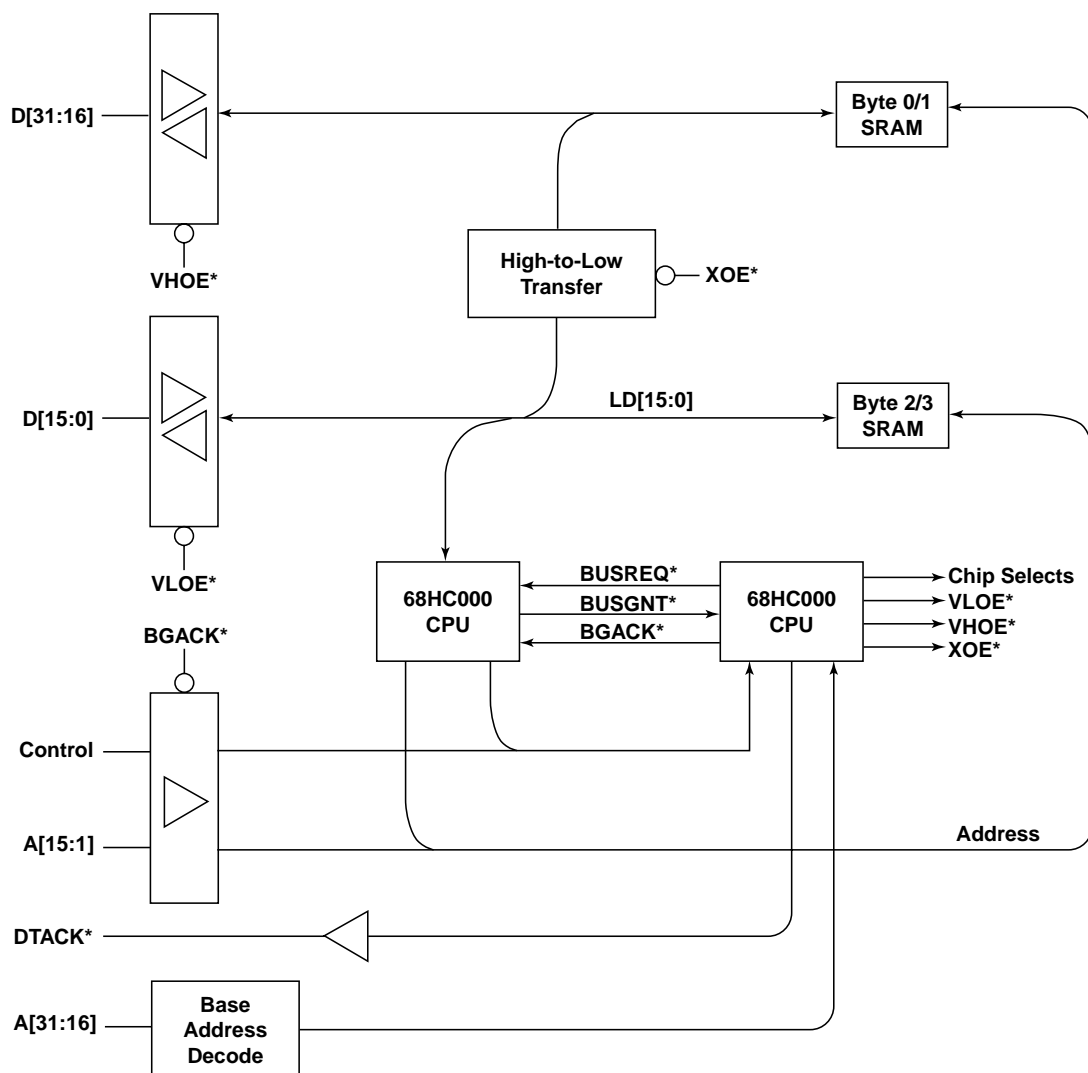 D[31:16]
Byte 0/1
SRAM
VHOE*
High-to-Low
Transfer
XOE*
D[15:0]
LD[15:0]
Byte 2/3
SRAM
VLOE*
68HC000
CPU
BUSREQ*
BUSGNT*
BGACK*
68HC000
CPU
Chip Selects
VLOE*
VHOE*
XOE*
BGACK*
Control
A[15:1]
Address
DTACK*
A[31:16]
Base
Address
Decode